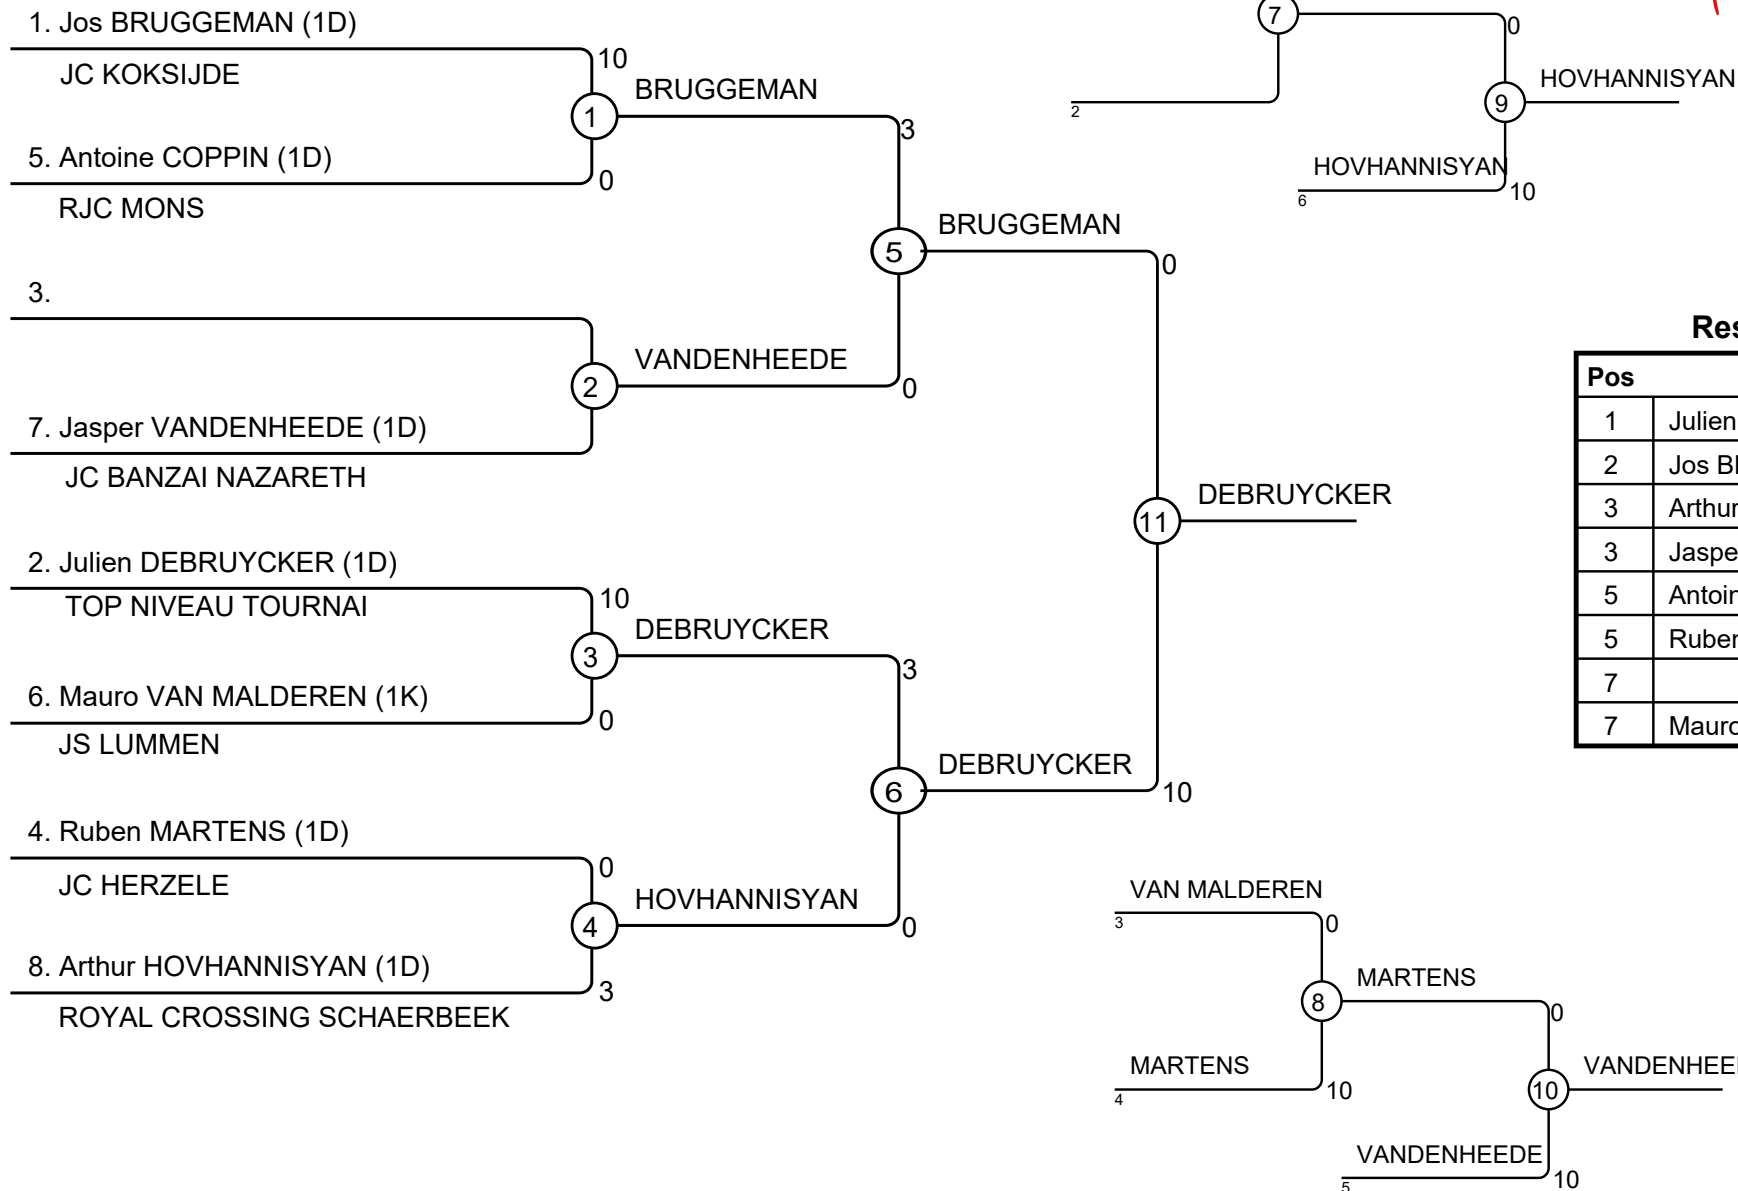 1. Jos BRUGGEMAN (1D)
JC KOKSIJDE
10
1
BRUGGEMAN
5. Antoine COPPIN (1D)
0
RJC MONS
3
5
BRUGGEMAN
3.
2
VANDENHEEDE
0
7. Jasper VANDENHEEDE (1D)
JC BANZAI NAZARETH
0
11
DEBRUYCKER
2. Julien DEBRUYCKER (1D)
TOP NIVEAU TOURNAI
10
3
DEBRUYCKER
6. Mauro VAN MALDEREN (1K)
0
JS LUMMEN
3
6
DEBRUYCKER
10
4. Ruben MARTENS (1D)
JC HERZELE
0
4
HOVHANNISYAN
0
8. Arthur HOVHANNISYAN (1D)
3
ROYAL CROSSING SCHAERBEEK
7
0
2
9
HOVHANNISYAN
HOVHANNISYAN
6
10
Res
Pos
1 Julien
2 Jos B
3 Arthur
3 Jaspe
5 Antoin
5 Ruben
7
7 Mauro
VAN MALDEREN
3
0
8
MARTENS
MARTENS
4
10
0
10
VANDENHEE
VANDENHEEDE
5
10